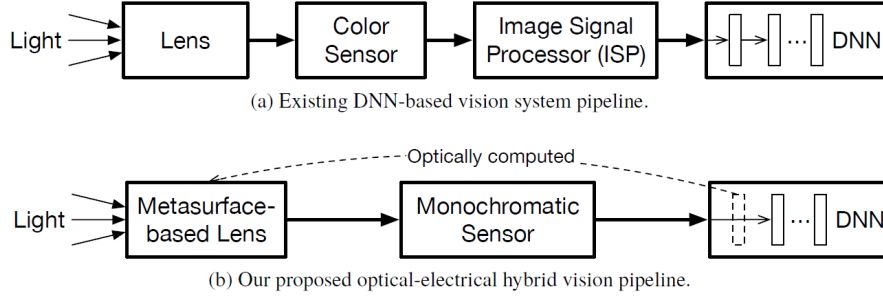 Light
Lens
Color
Sensor
Image Signal
Processor (ISP)
...
DNN
(a) Existing DNN-based vision system pipeline.
Optically computed
Light
Metasurface-
based Lens
Monochromatic
Sensor
...
DNN
(b) Our proposed optical-electrical hybrid vision pipeline.